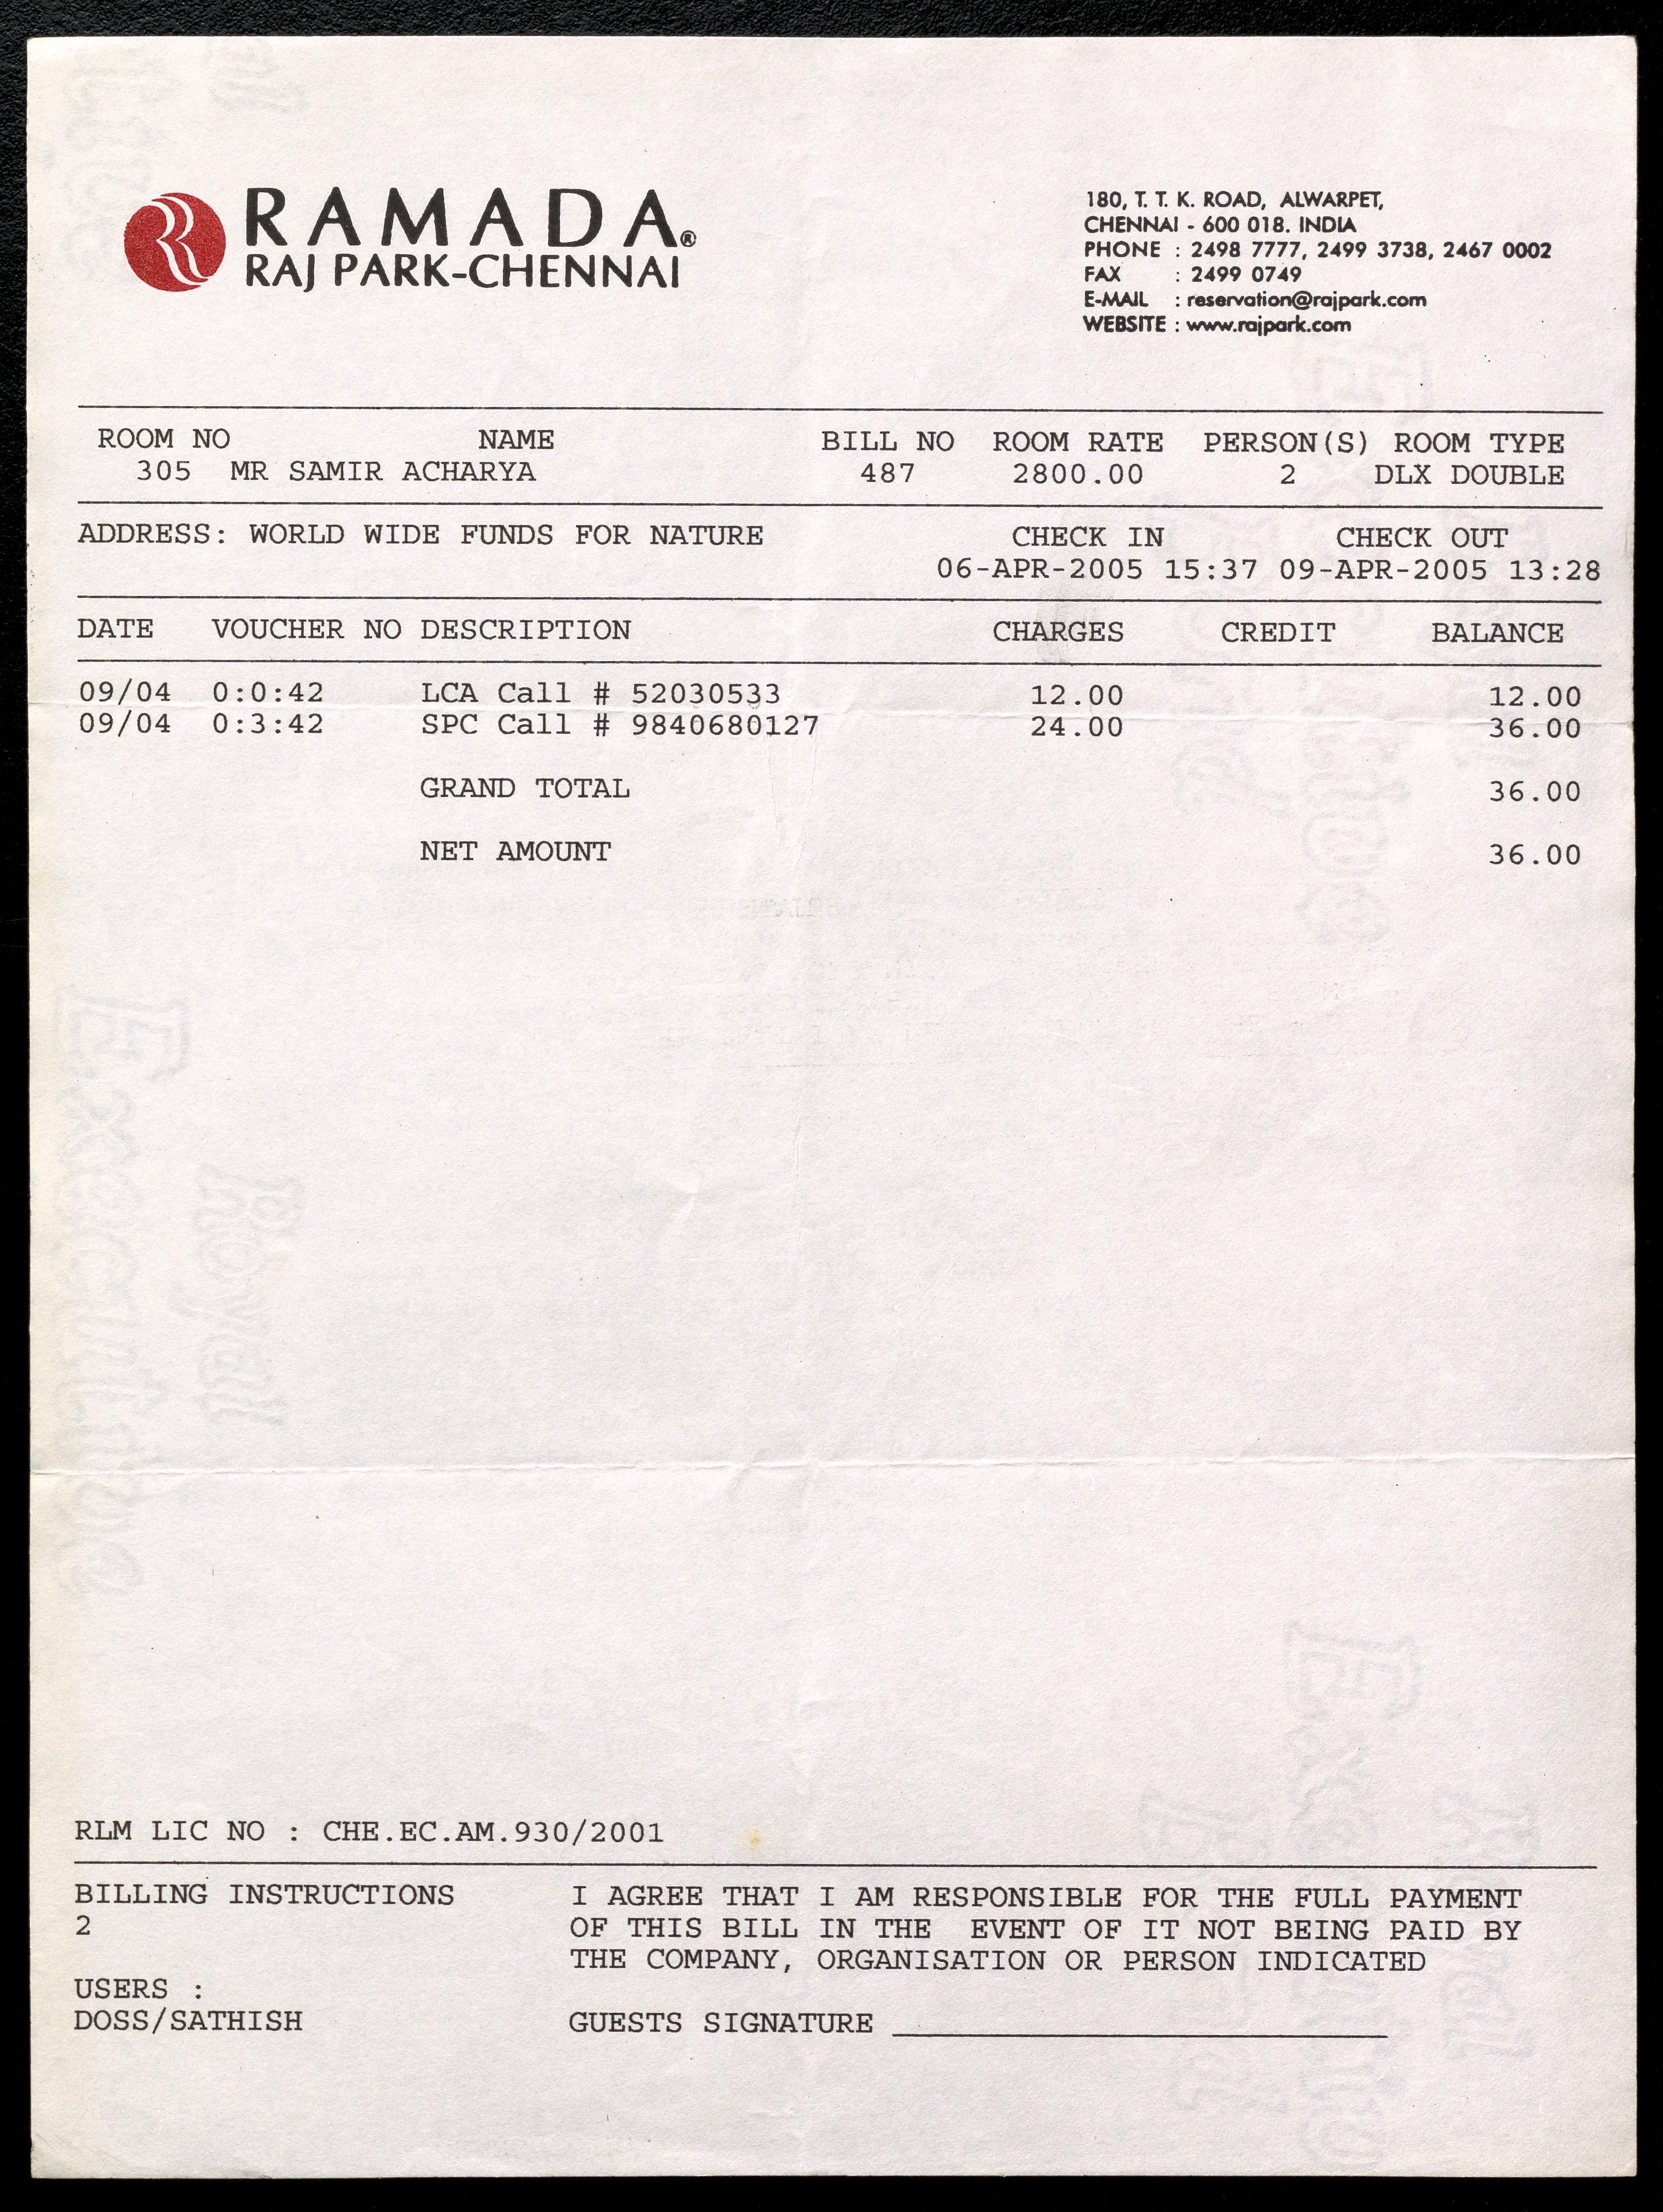 RAMADA®
RAJ PARK-CHENNAI
180, T. T. K. ROAD, ALWARPET,
CHENNAI - 600 018. INDIA
PHONE : 2498 7777, 2499 3738, 2467 0002
FAX : 2499 0749
E-MAIL : reservation@rajpark.com
WEBSITE : www.rajpark.com
ROOM NO NAME BILL NO ROOM RATE PERSON(S) ROOM TYPE
305 MR SAMIR ACHARYA 487 2800.00 2 DLX DOUBLE
ADDRESS: WORLD WIDE FUNDS FOR NATURE CHECK IN CHECK OUT
06-APR-2005 15:37 09-APR-2005 13:28
DATE VOUCHER NO DESCRIPTION CHARGES CREDIT BALANCE
09/04 0:0:42 LCA Call # 52030533 12.00 12.00
09/04 0:3:42 SPC Call # 9840680127 24.00 36.00
GRAND TOTAL 36.00
NET AMOUNT 36.00
Executive
Royal
RLM LIC NO : CHE.EC.AM.930/2001
BILLING INSTRUCTIONS I AGREE THAT I AM RESPONSIBLE FOR THE FULL PAYMENT
2 OF THIS BILL IN THE EVENT OF IT NOT BEING PAID BY
THE COMPANY, ORGANISATION OR PERSON INDICATED
USERS :
DOSS/SATHISH GUESTS SIGNATURE